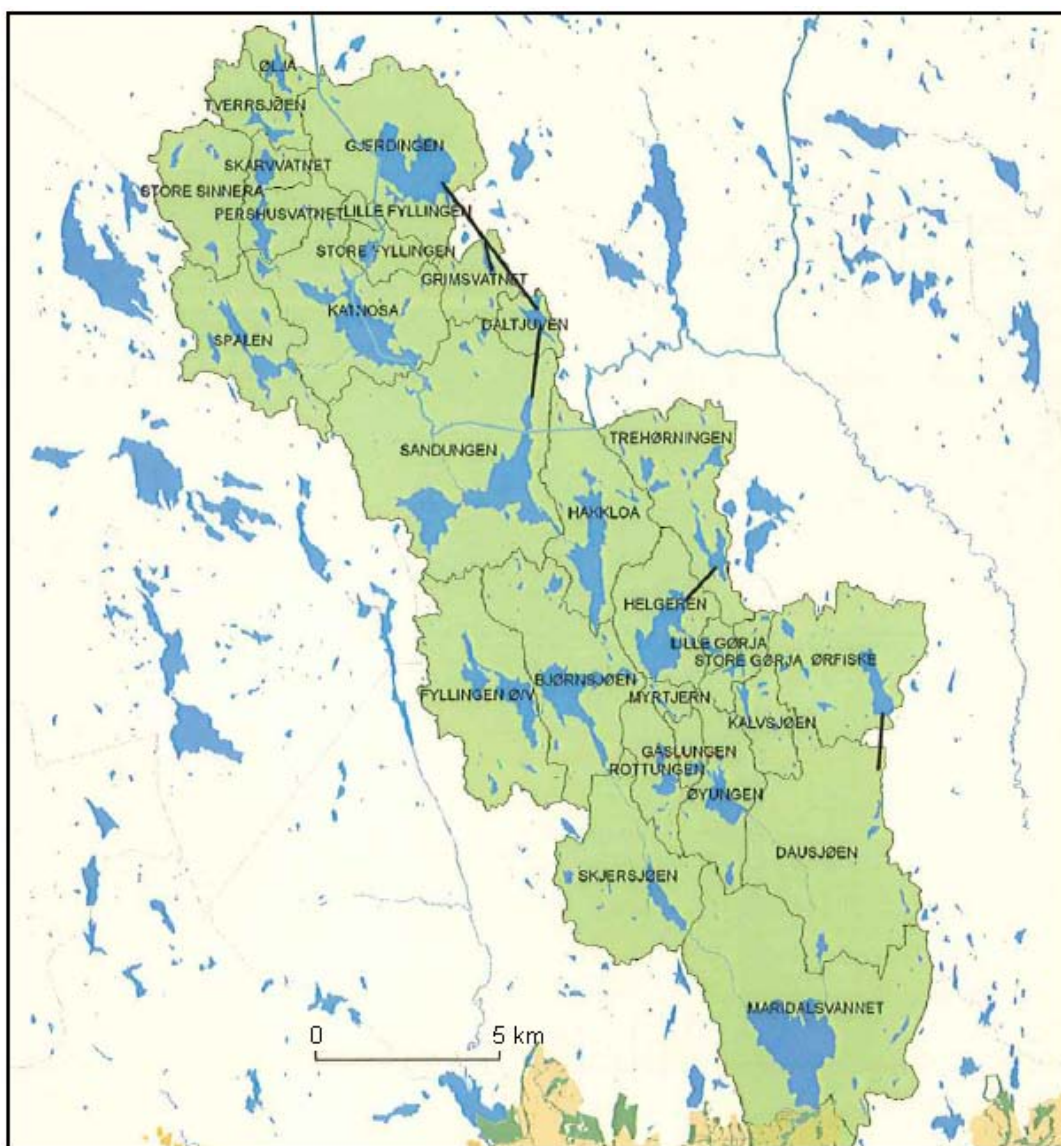 ØLJA
TVERRSJØEN
GJERDINGEN
SKARVVATNET
STORE SINNERA
PERSHUSVATNET
LILLE FYLLINGEN
STORE FYLLINGEN
GRIMSVATNET
KATNOSA
DALTJUVEN
SPALEN
TREHØRNINGEN
SANDUNGEN
HAKKLOA
HELGEREN
LILLE GØRJA
STORE GØRJA
ØRFISKE
BJØRNSJØEN
FYLLINGEN Ø/V
MYRTJERN
KALVSJØEN
GÅSLUNGEN
ROTTUNGEN
ØYUNGEN
DAUSJØEN
SKJERSJØEN
MARIDALSVANNET
0 5 km